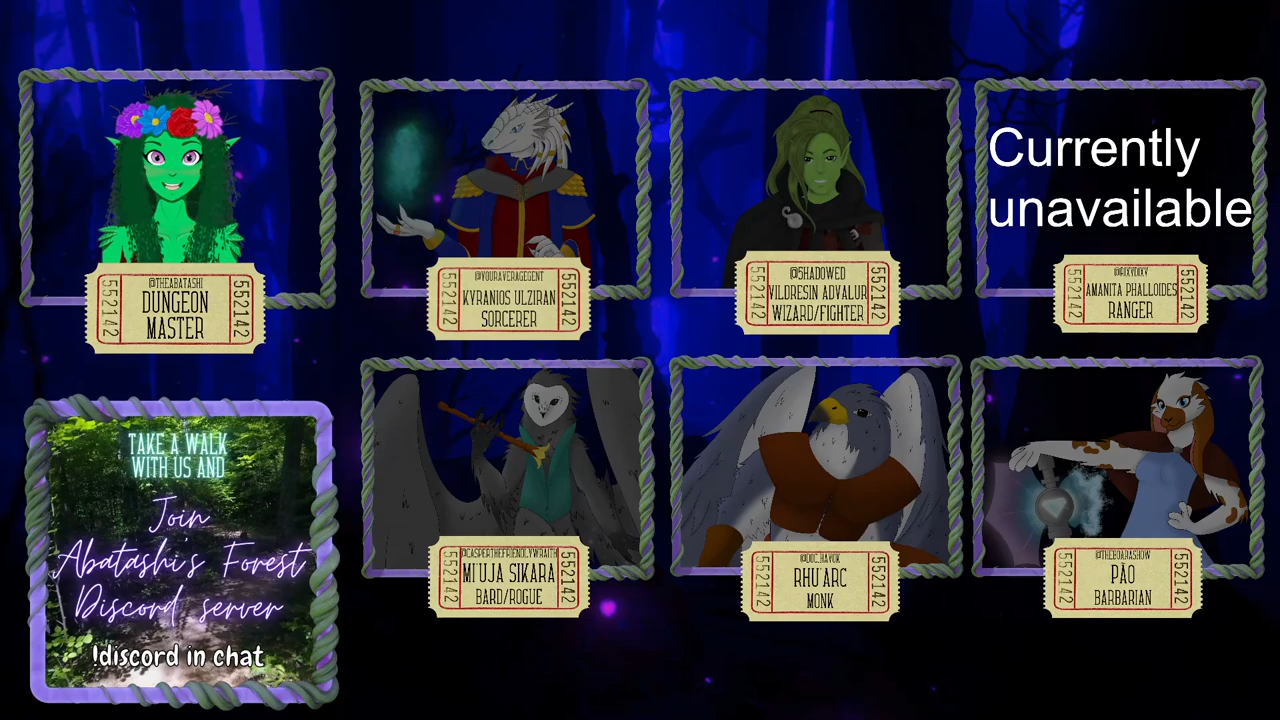 @THEABATASHI
DUNGEON
MASTER
552142
552142
@YOURAVERAGEGENT
KYRANIOS ULZIRAN
SORCERER
552142
552142
@SHADOWED
VILDRESIN ADVALUR
WIZARD/FIGHTER
552142
552142
Currently
unavailable
AMANITA PHALLOIDES
RANGER
552142
552142
@CASPERTHEFRIENDLYWRAITH
MI'UJA SIKARA
BARD/ROGUE
552142
552142
@DOC_HAVOK
RHU'ARC
MONK
552142
552142
@THEBOABASHOW
PÃO
BARBARIAN
552142
552142
TAKE A WALK
WITH US AND
Join
Abatashi's Forest
Discord server
!discord in chat